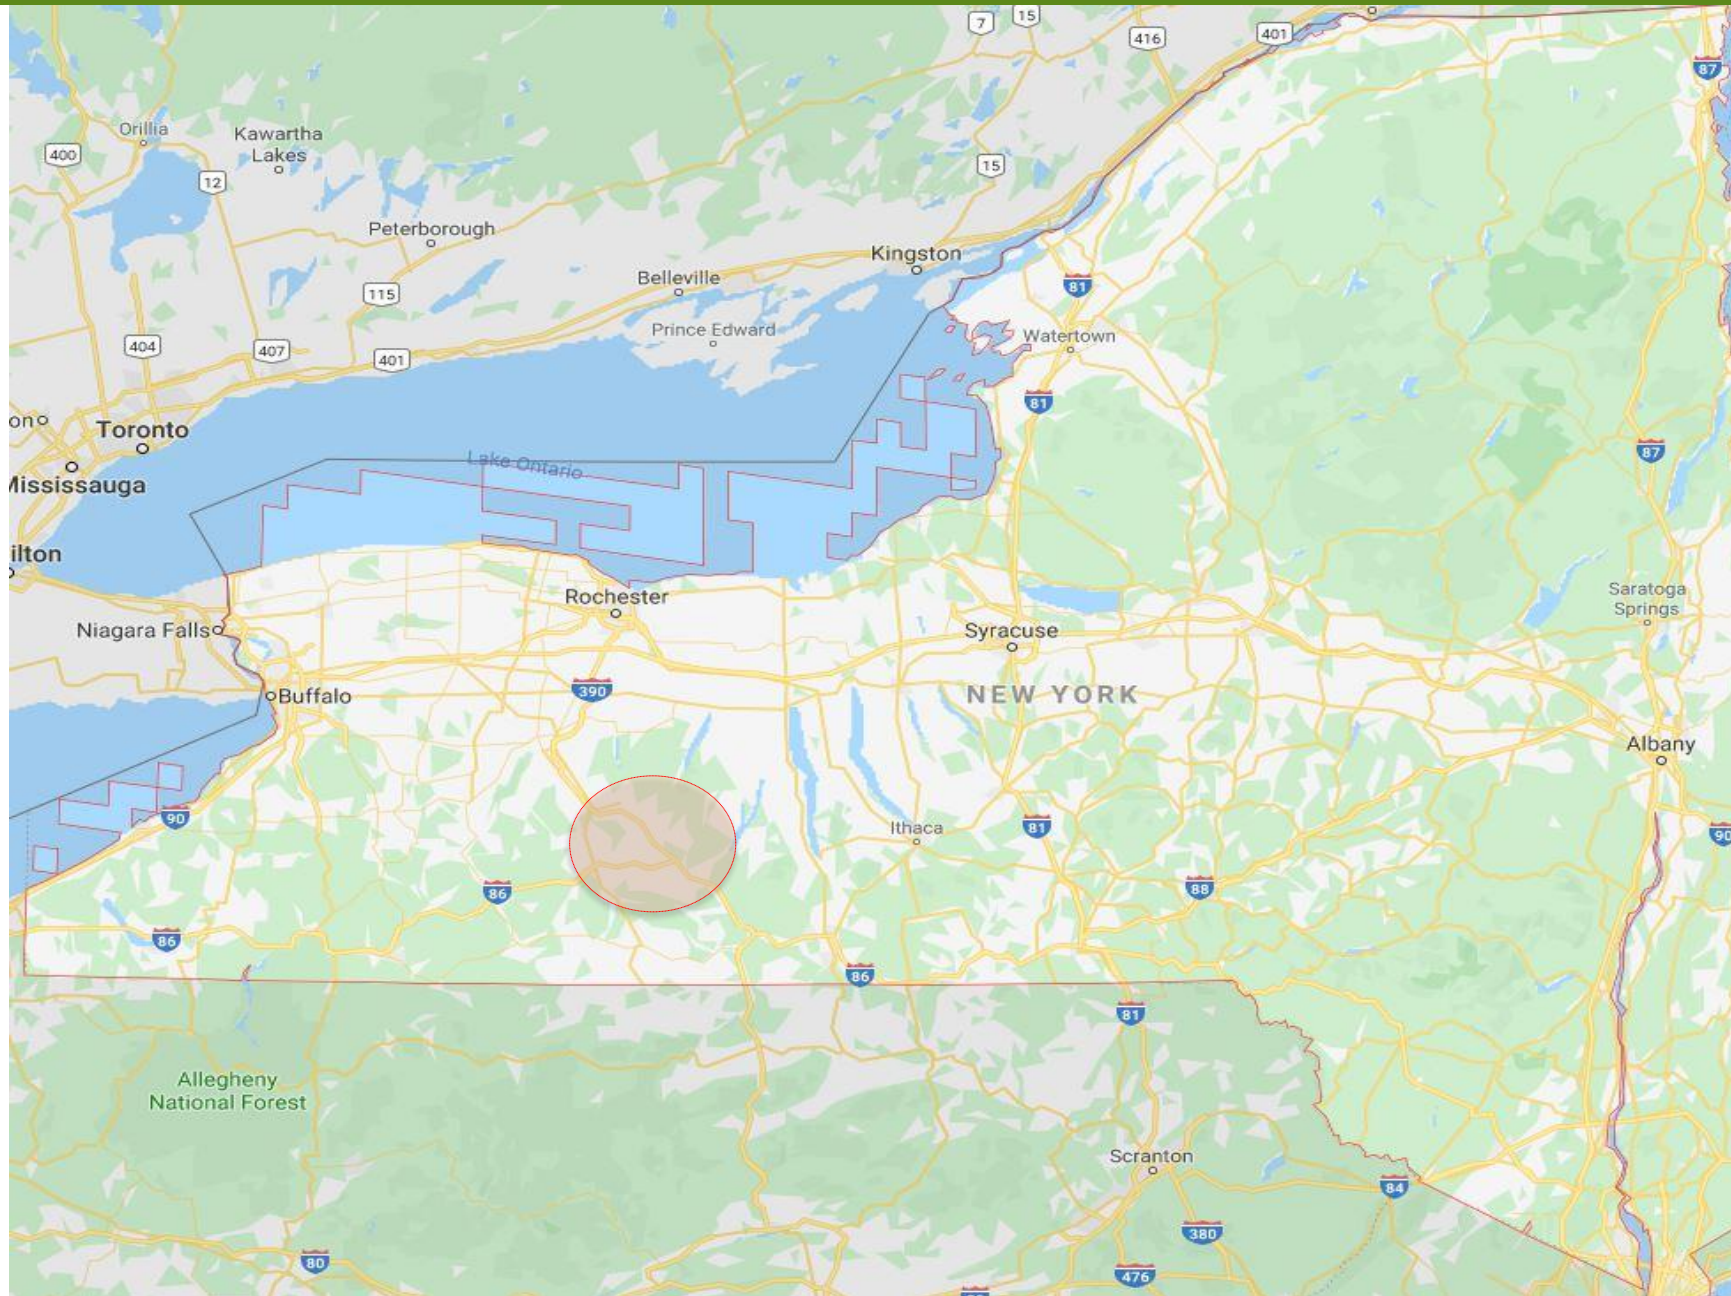 7
15
416
401
87
Orillia
Kawartha
Lakes
400
12
15
Peterborough
Kingston
Belleville
115
81
Prince Edward
Watertown
404
407
401
81
on
Toronto
87
Lake Ontario
Mississauga
ilton
Rochester
Saratoga
Springs
Niagara Falls
Syracuse
390
Buffalo
NEW YORK
Albany
90
Ithaca
81
90
86
88
86
86
81
Allegheny
National Forest
Scranton
84
380
80
476